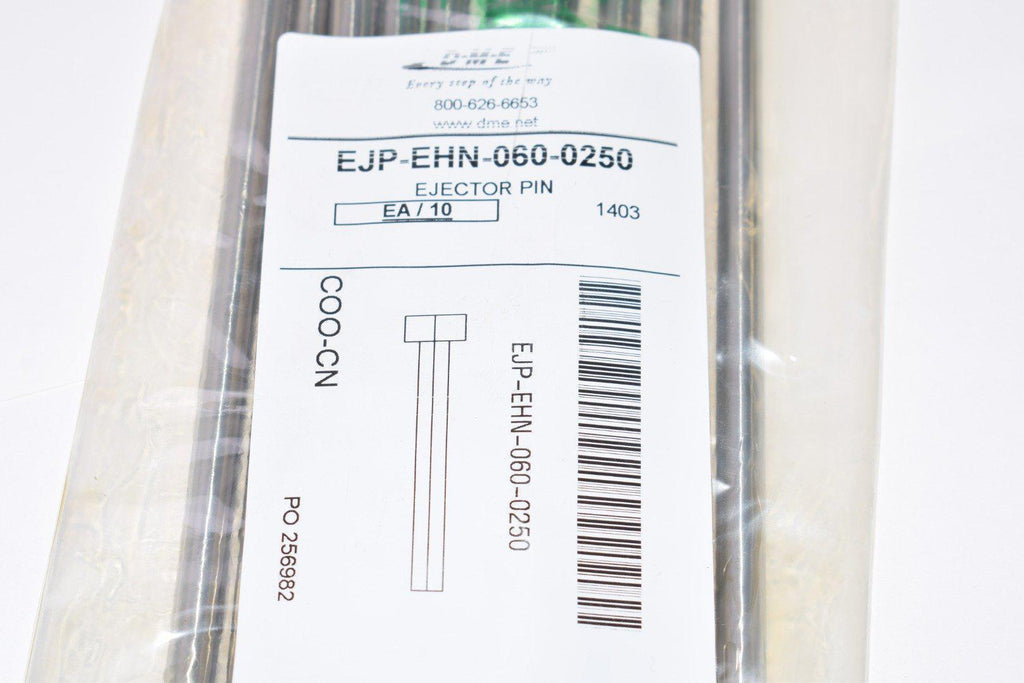 D-M-E
Every step of the way
800-626-6653
www.dme.net
EJP-EHN-060-0250
EJECTOR PIN
EA / 10
1403
COO-CN
EJP-EHN-060-0250
PO 256982